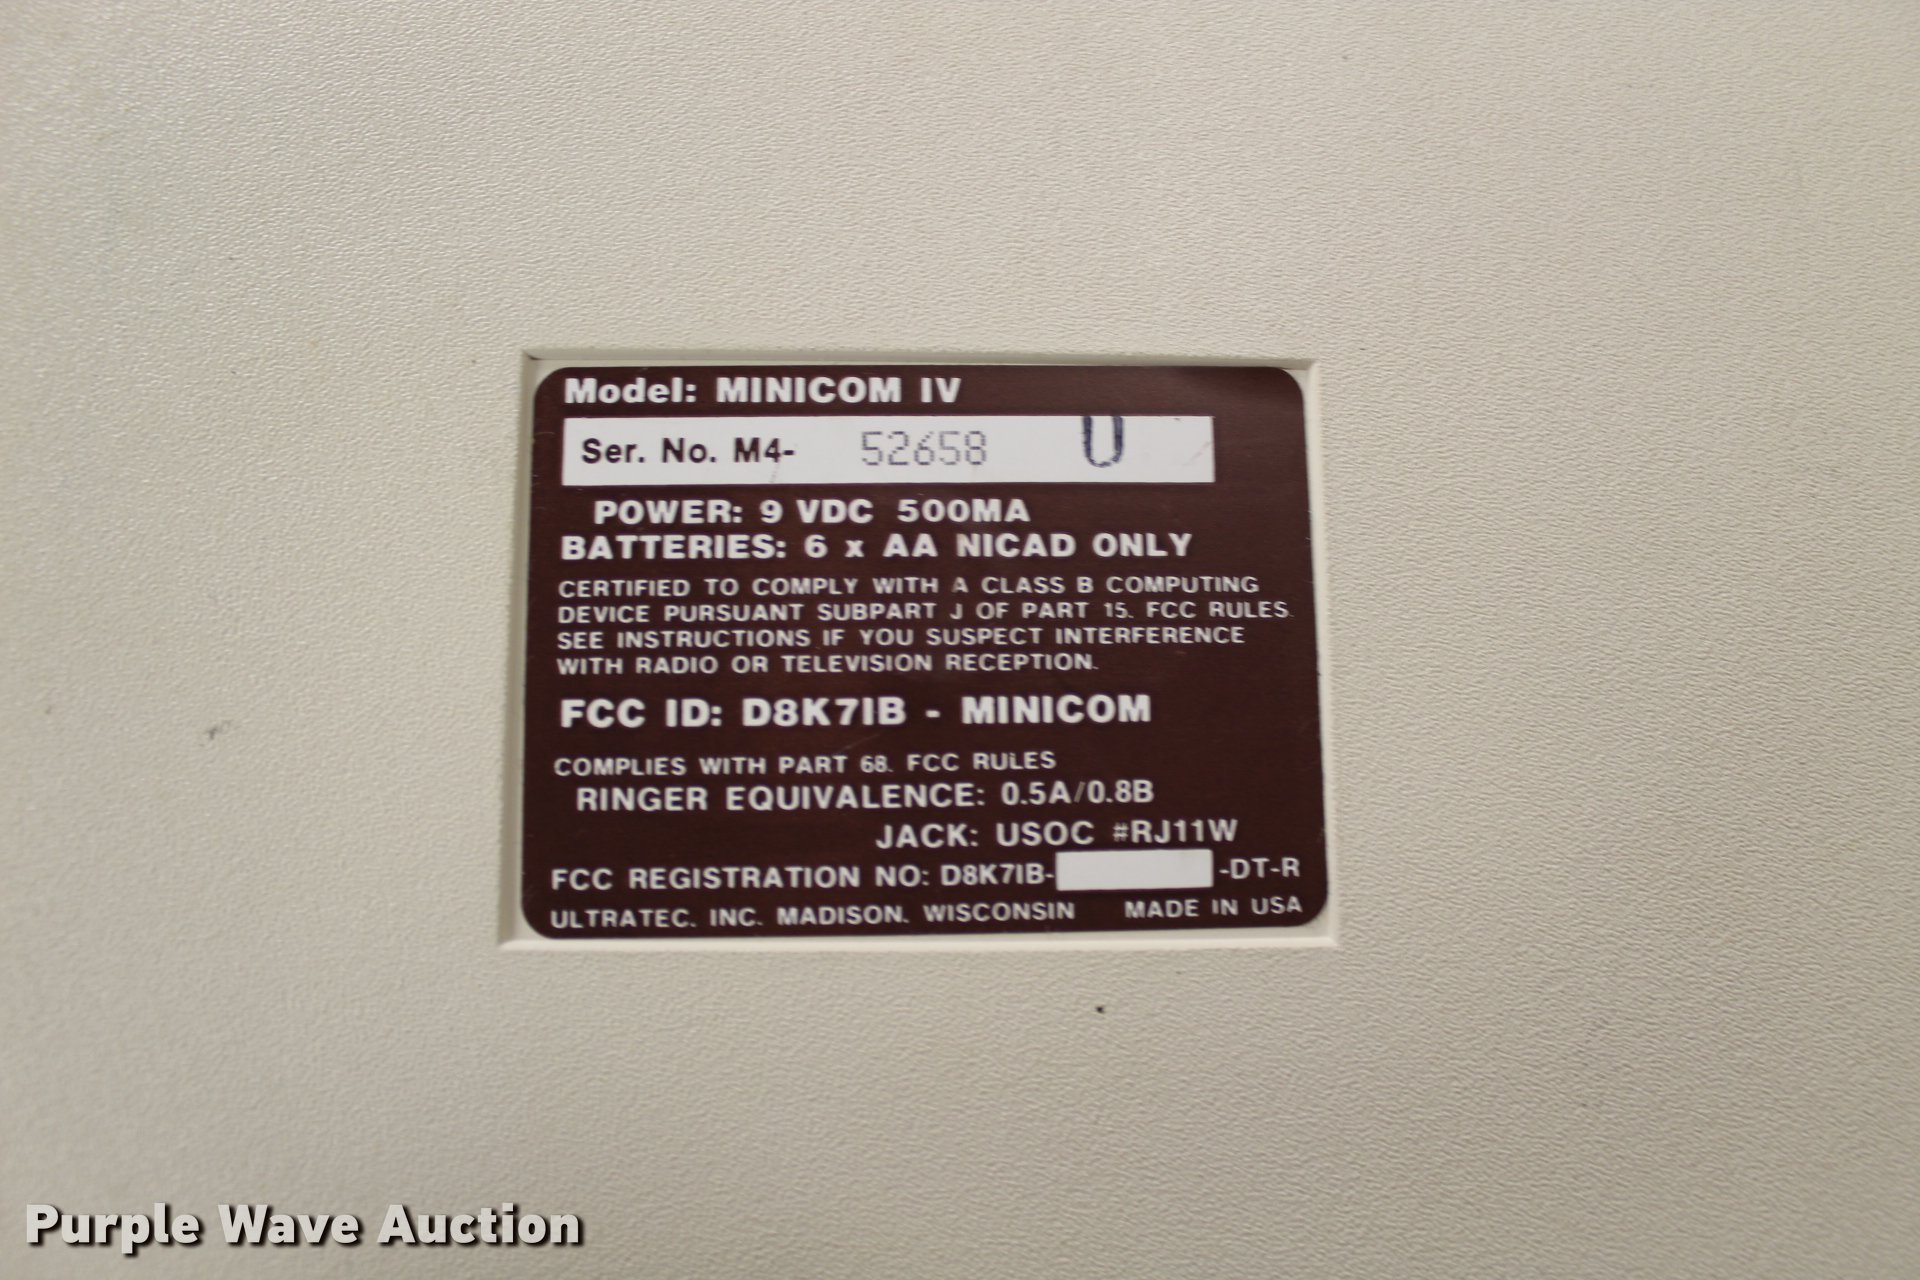 Model: MINICOM IV
Ser. No. M4- 52658 U
POWER: 9 VDC 500MA
BATTERIES: 6 x AA NICAD ONLY
CERTIFIED TO COMPLY WITH A CLASS B COMPUTING
DEVICE PURSUANT SUBPART J OF PART 15. FCC RULES.
SEE INSTRUCTIONS IF YOU SUSPECT INTERFERENCE
WITH RADIO OR TELEVISION RECEPTION.
FCC ID: D8K7IB - MINICOM
COMPLIES WITH PART 68. FCC RULES
RINGER EQUIVALENCE: 0.5A/0.8B
JACK: USOC #RJ11W
FCC REGISTRATION NO: D8K7IB- -DT-R
ULTRATEC. INC. MADISON. WISCONSIN MADE IN USA
Purple Wave Auction